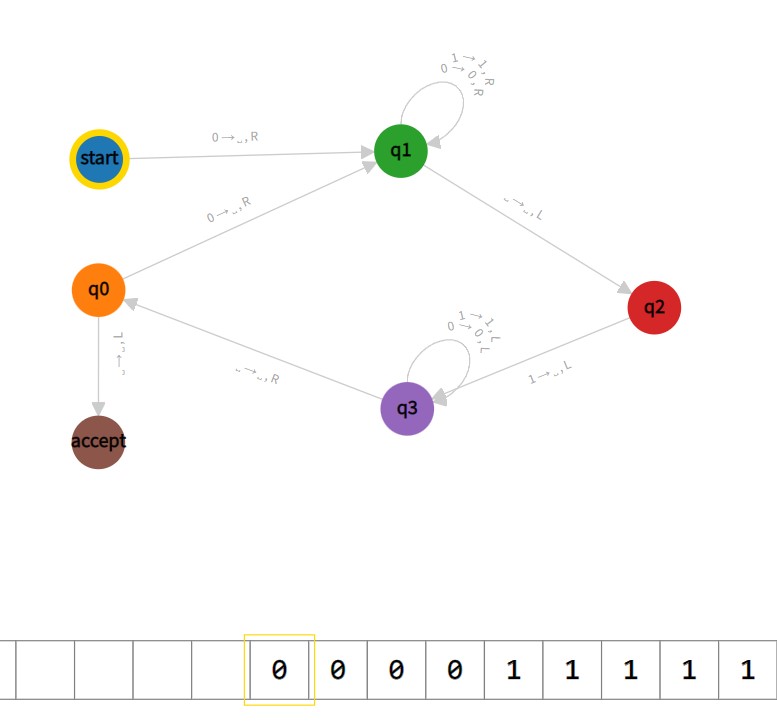 1→1,R
0→0,R
0→␣,R
start
q1
0→␣,R
␣→␣,L
q0
q2
1→1,L
0→0,L
␣→␣,L
␣→␣,R
1→␣,L
q3
accept
0 0 0 0 1 1 1 1 1